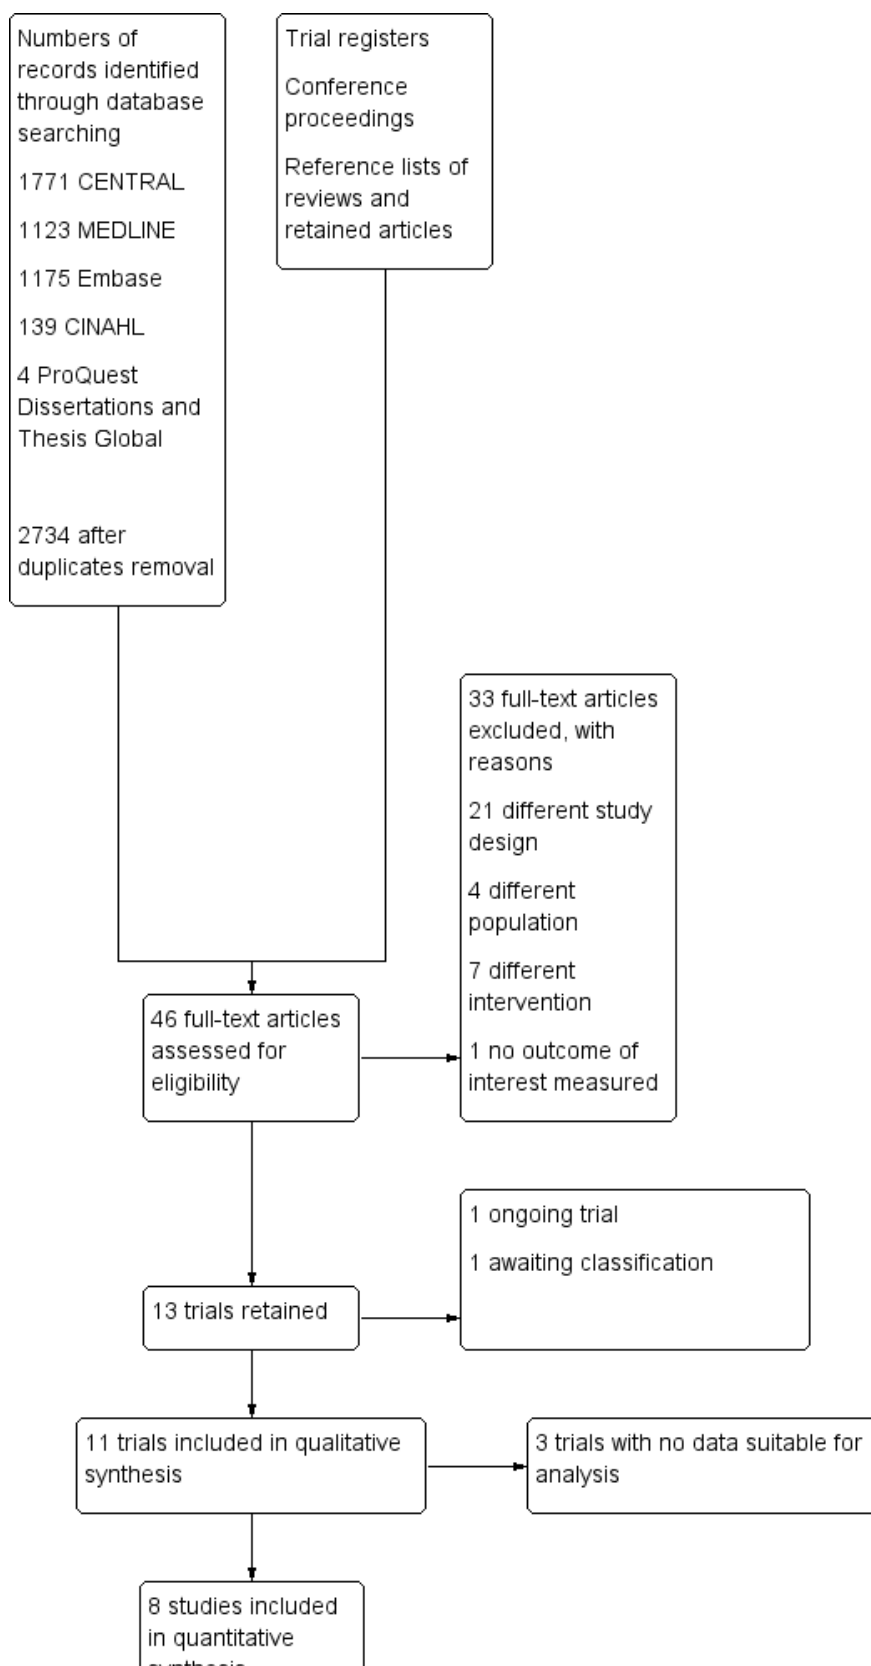 Numbers of
records identified
through database
searching
1771 CENTRAL
1123 MEDLINE
1175 Embase
139 CINAHL
4 ProQuest
Dissertations and
Thesis Global
2734 after
duplicates removal
Trial registers
Conference
proceedings
Reference lists of
reviews and
retained articles
33 full-text articles
excluded, with
reasons
21 different study
design
4 different
population
7 different
intervention
1 no outcome of
interest measured
46 full-text articles
assessed for
eligibility
1 ongoing trial
1 awaiting classification
13 trials retained
11 trials included in qualitative
synthesis
3 trials with no data suitable for
analysis
8 studies included
in quantitative